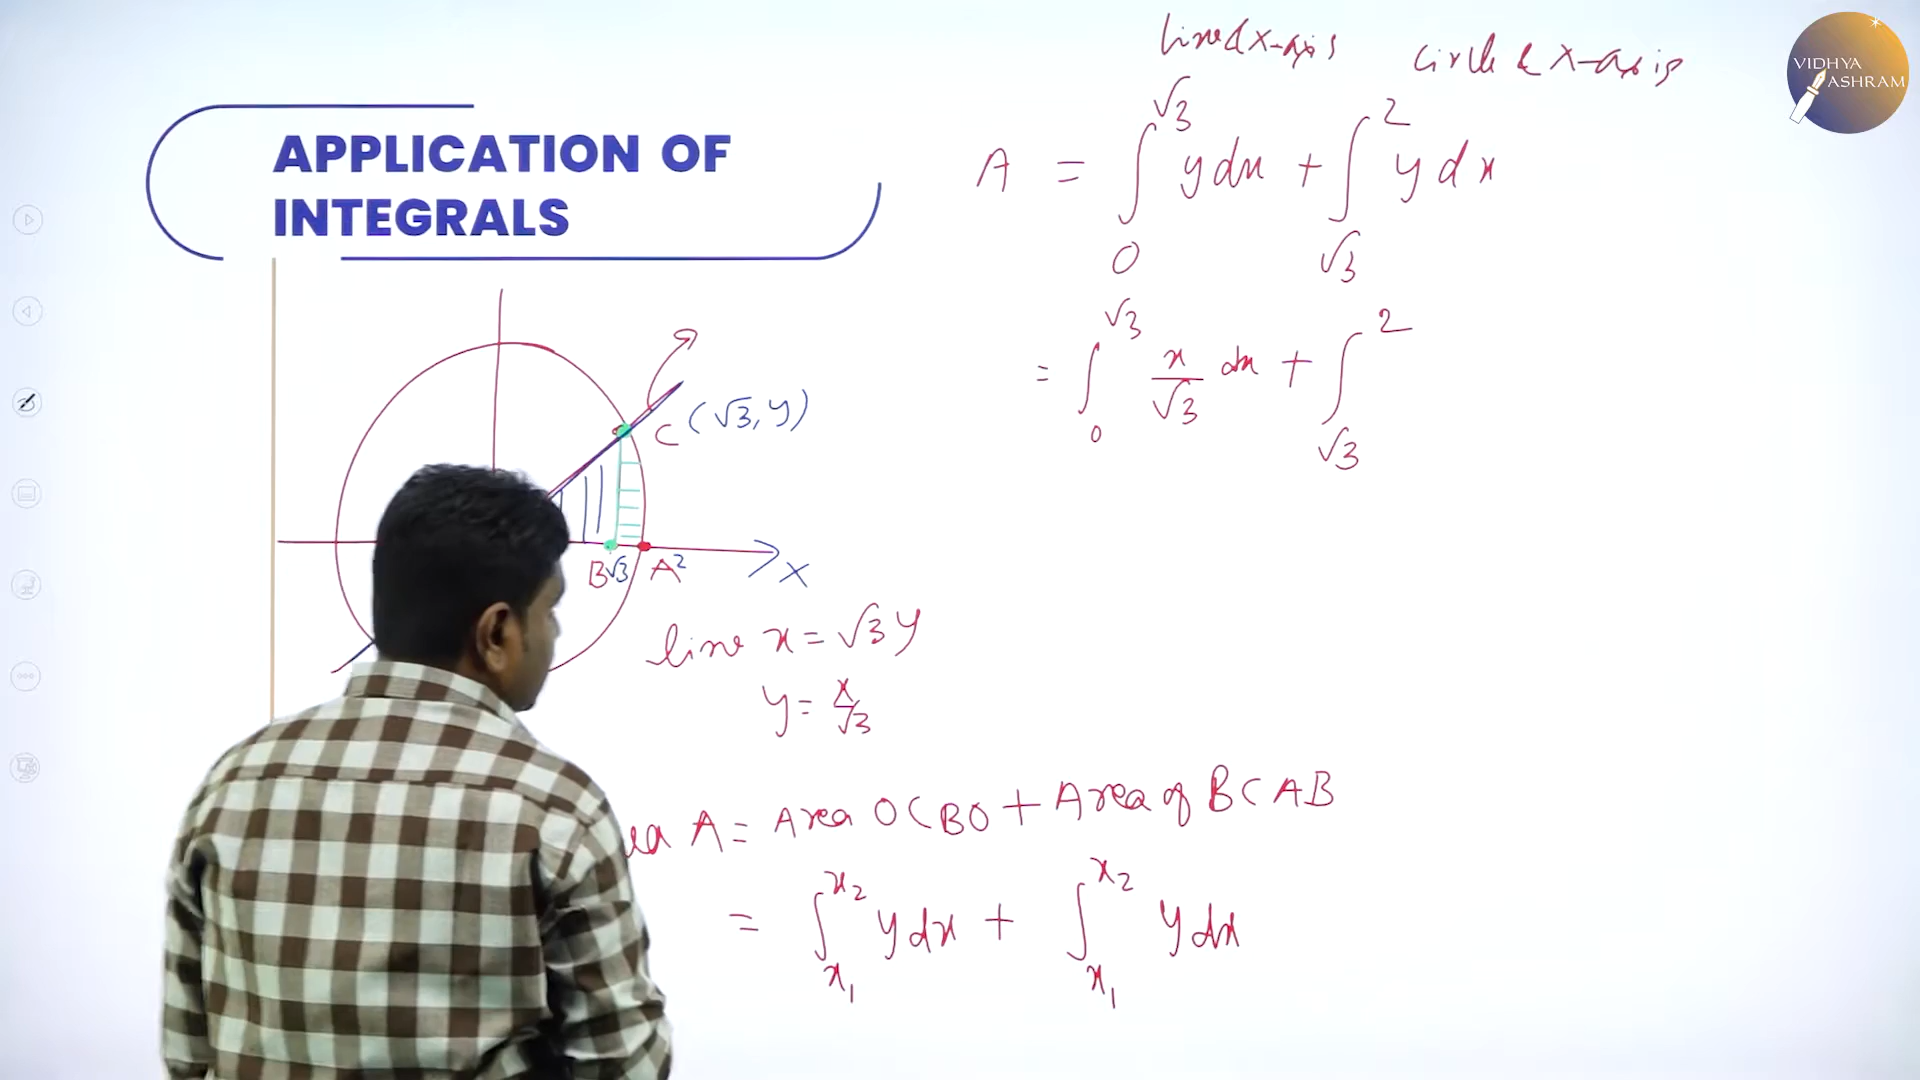 line & x-axis circle & x-axis
VIDHYA
ASHRAM
APPLICATION OF
INTEGRALS
A = ∫₀^√3 y dx + ∫_√3^2 y dx
= ∫₀^√3 x/√3 dx + ∫_√3^2
C (√3, y)
B √3 A 2 X
line x = √3 y
y = x/√3
A = Area OCBO + Area of BCAB
= ∫_x₁^x₂ y dx + ∫_x₁^x₂ y dx